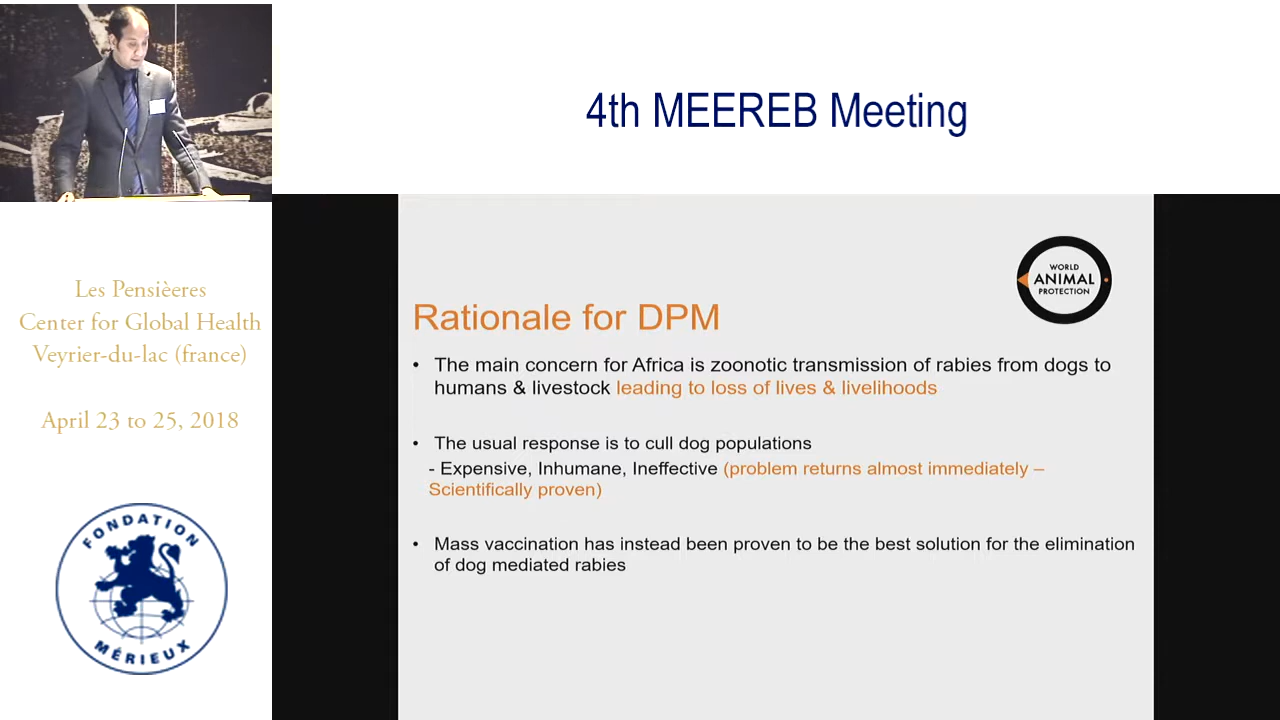 4th MEEREB Meeting
Les Pensièeres
Center for Global Health
Veyrier-du-lac (france)
April 23 to 25, 2018
FONDATION
MÉRIEUX
WORLD
ANIMAL
PROTECTION
Rationale for DPM
• The main concern for Africa is zoonotic transmission of rabies from dogs to
humans & livestock leading to loss of lives & livelihoods
• The usual response is to cull dog populations
- Expensive, Inhumane, Ineffective (problem returns almost immediately –
Scientifically proven)
• Mass vaccination has instead been proven to be the best solution for the elimination
of dog mediated rabies